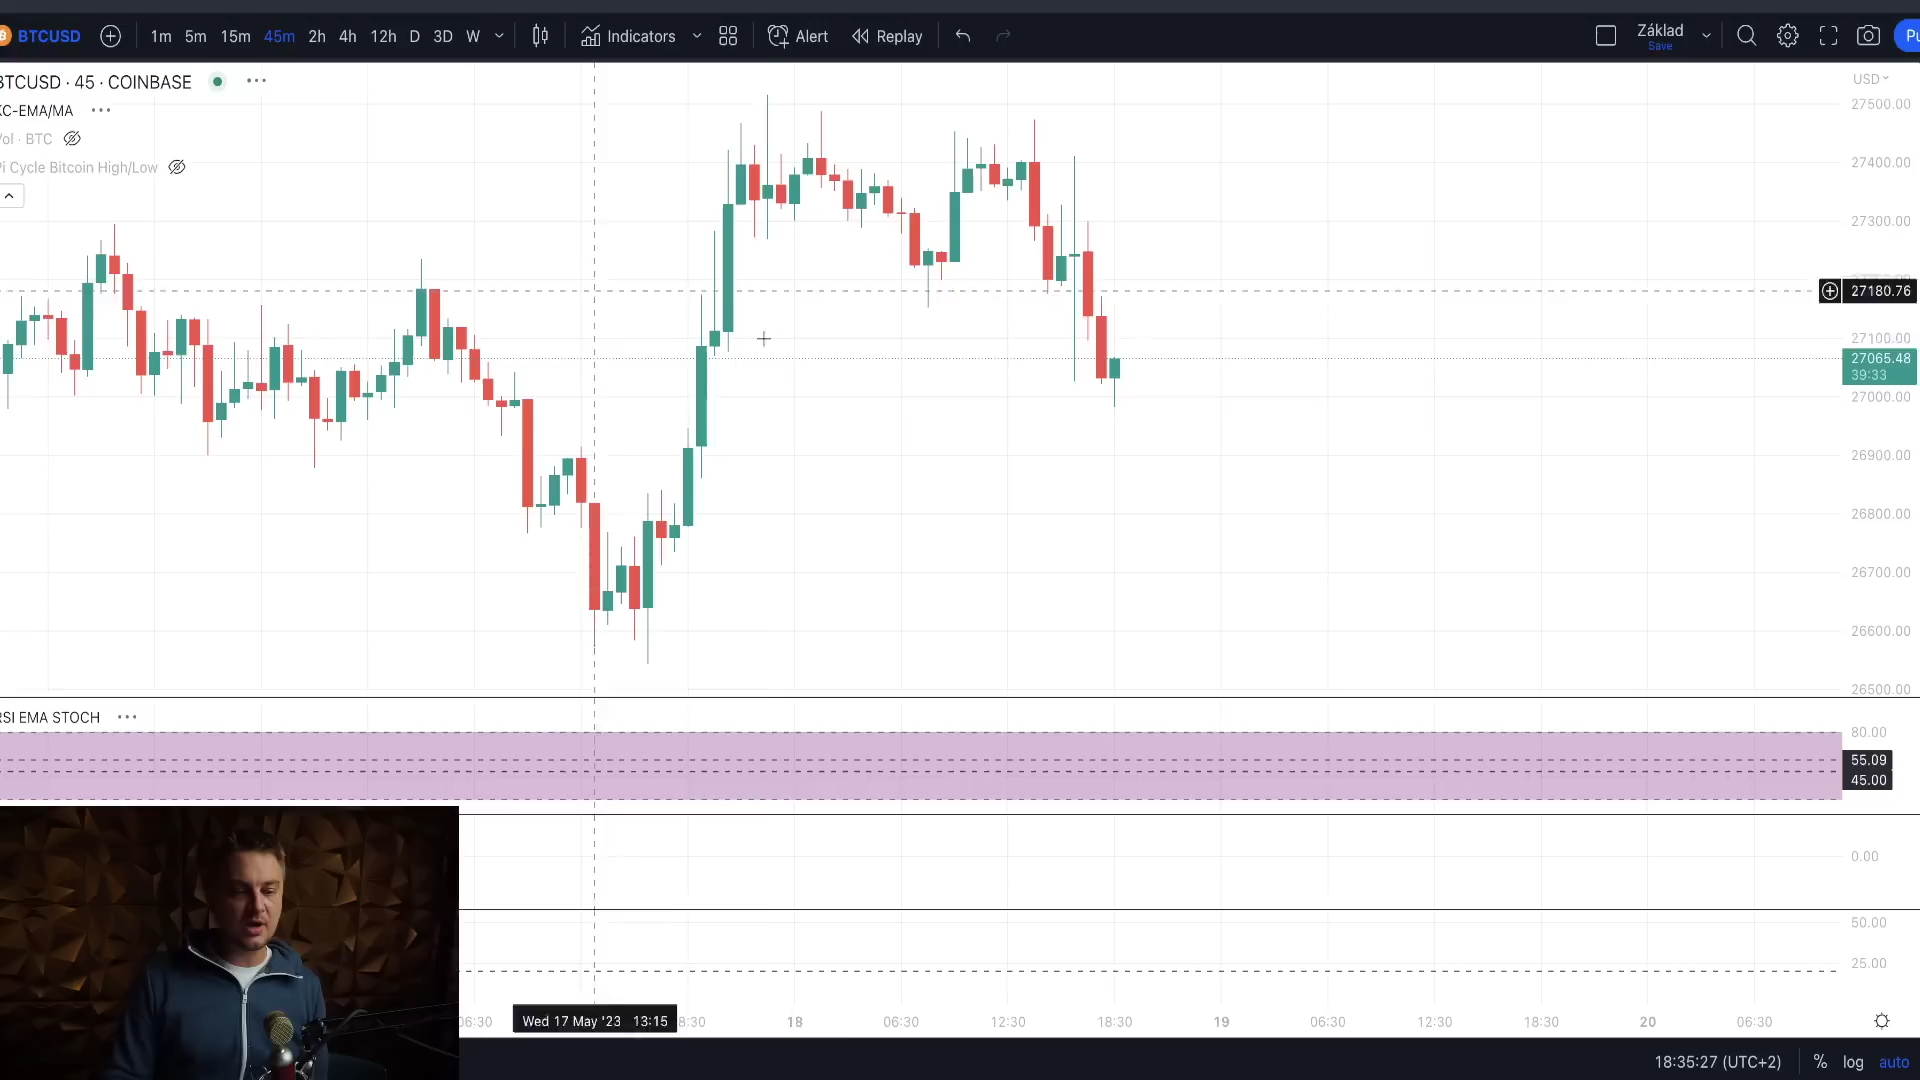 BTCUSD 1m 5m 15m 45m 2h 4h 12h D 3D W Indicators Alert Replay Základ
Save
BTCUSD · 45 · COINBASE
KC-EMA/MA
Vol · BTC
Pi Cycle Bitcoin High/Low
USD
27500.00
27400.00
27300.00
27180.76
27100.00
27065.48
39:33
27000.00
26900.00
26800.00
26700.00
26600.00
26500.00
RSI EMA STOCH
80.00
55.09
45.00
0.00
50.00
25.00
06:30 Wed 17 May '23 13:15 8:30 18 06:30 12:30 18:30 19 06:30 12:30 18:30 20 06:30
18:35:27 (UTC+2) % log auto